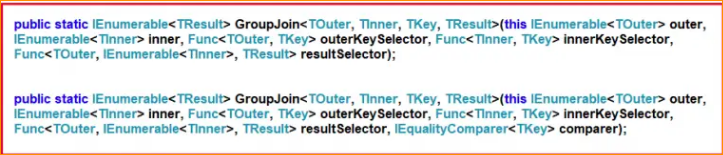 public static IEnumerable<TResult> GroupJoin<TOuter, TInner, TKey, TResult>(this IEnumerable<TOuter> outer,
IEnumerable<TInner> inner, Func<TOuter, TKey> outerKeySelector, Func<TInner, TKey> innerKeySelector,
Func<TOuter, IEnumerable<TInner>, TResult> resultSelector);
public static IEnumerable<TResult> GroupJoin<TOuter, TInner, TKey, TResult>(this IEnumerable<TOuter> outer,
IEnumerable<TInner> inner, Func<TOuter, TKey> outerKeySelector, Func<TInner, TKey> innerKeySelector,
Func<TOuter, IEnumerable<TInner>, TResult> resultSelector, IEqualityComparer<TKey> comparer);